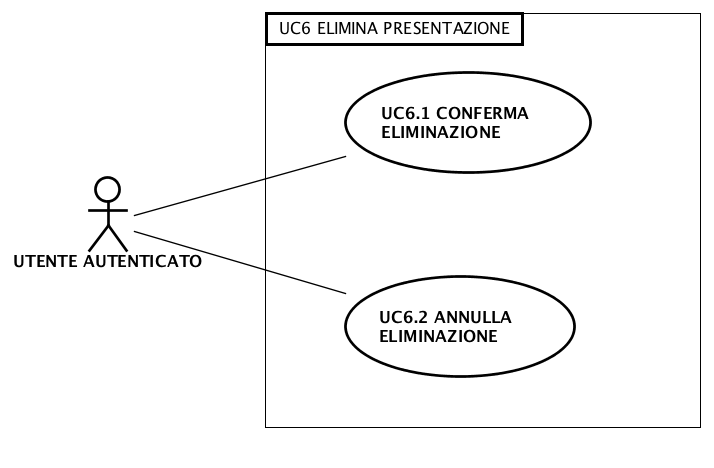 UC6 ELIMINA PRESENTAZIONE
UC6.1 CONFERMA
ELIMINAZIONE
UTENTE AUTENTICATO
UC6.2 ANNULLA
ELIMINAZIONE